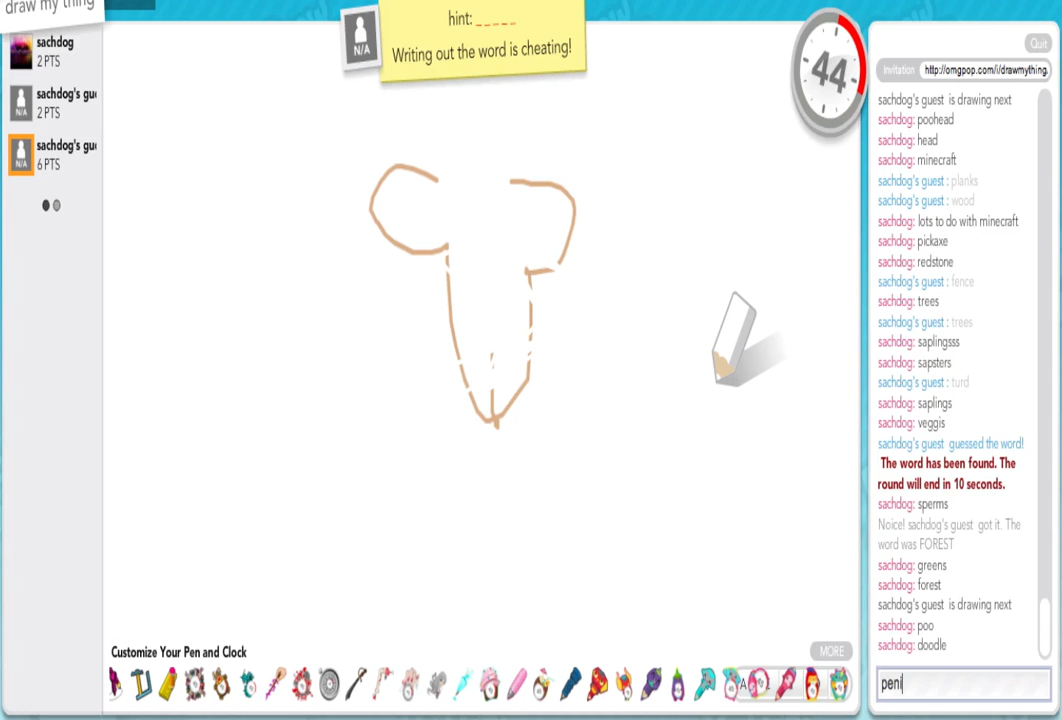 draw my thing
sachdog
2 PTS
sachdog's gue
2 PTS
sachdog's gue
6 PTS
N/A
N/A
N/A
hint: _ _ _ _ _
Writing out the word is cheating!
44
Quit
Invitation http://omgpop.com/i/drawmything.
sachdog's guest is drawing next
sachdog: poohead
sachdog: head
sachdog: minecraft
sachdog's guest : planks
sachdog's guest : wood
sachdog: lots to do with minecraft
sachdog: pickaxe
sachdog: redstone
sachdog's guest : fence
sachdog: trees
sachdog's guest : trees
sachdog: saplingsss
sachdog: sapsters
sachdog's guest : turd
sachdog: saplings
sachdog: veggis
sachdog's guest guessed the word!
The word has been found. The
round will end in 10 seconds.
sachdog: sperms
Noice! sachdog's guest got it. The
word was FOREST
sachdog: greens
sachdog: forest
sachdog's guest is drawing next
sachdog: poo
sachdog: doodle
peni
Customize Your Pen and Clock
MORE